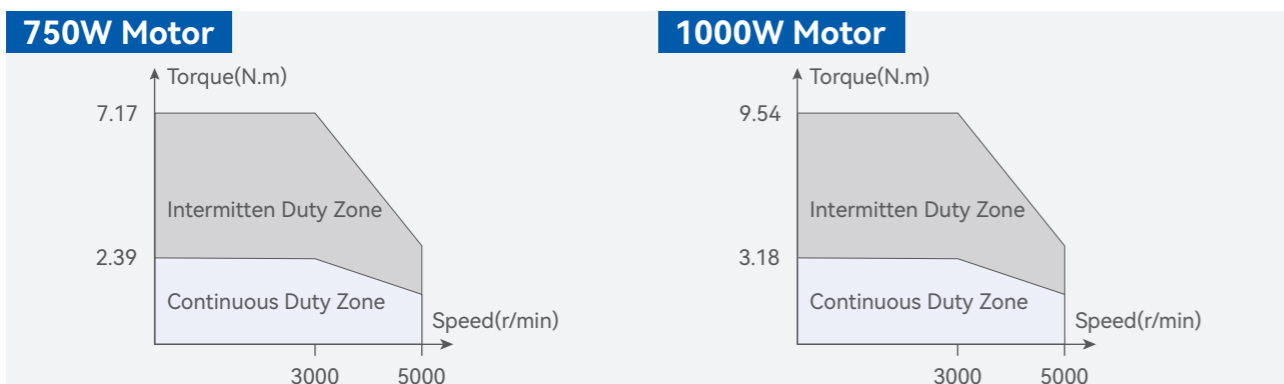 750W Motor
Torque(N.m)
7.17
Intermitten Duty Zone
2.39
Continuous Duty Zone
Speed(r/min)
3000 5000
1000W Motor
Torque(N.m)
9.54
Intermitten Duty Zone
3.18
Continuous Duty Zone
Speed(r/min)
3000 5000